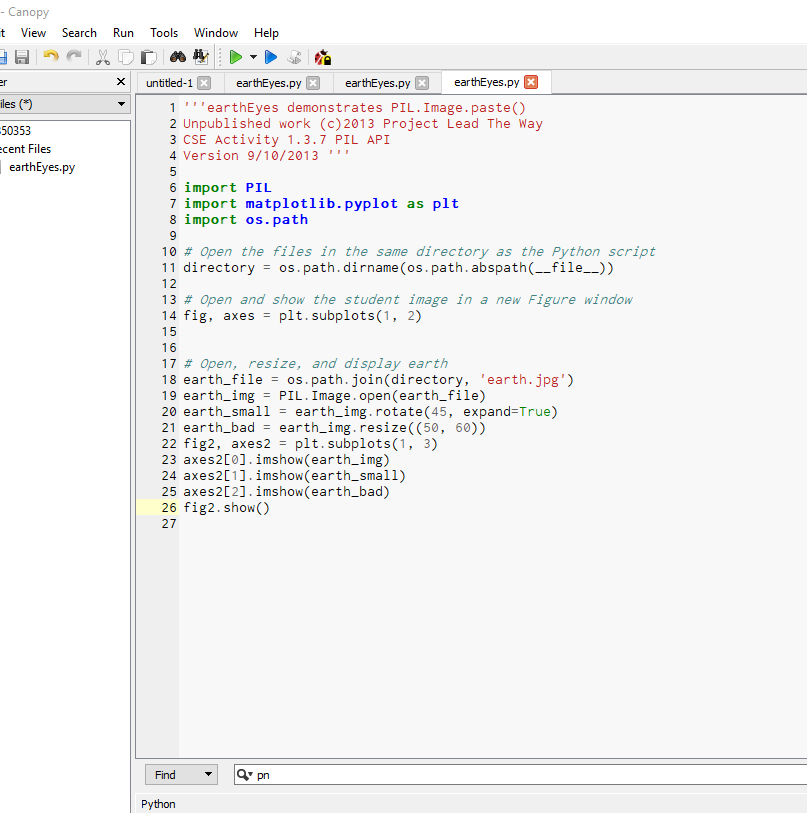 - Canopy
it View Search Run Tools Window Help
er
untitled-1 earthEyes.py earthEyes.py earthEyes.py
iles (*)
350353
ecent Files
earthEyes.py
1 '''earthEyes demonstrates PIL.Image.paste()
2 Unpublished work (c)2013 Project Lead The Way
3 CSE Activity 1.3.7 PIL API
4 Version 9/10/2013 '''
5
6 import PIL
7 import matplotlib.pyplot as plt
8 import os.path
9
10 # Open the files in the same directory as the Python script
11 directory = os.path.dirname(os.path.abspath(__file__))
12
13 # Open and show the student image in a new Figure window
14 fig, axes = plt.subplots(1, 2)
15
16
17 # Open, resize, and display earth
18 earth_file = os.path.join(directory, 'earth.jpg')
19 earth_img = PIL.Image.open(earth_file)
20 earth_small = earth_img.rotate(45, expand=True)
21 earth_bad = earth_img.resize((50, 60))
22 fig2, axes2 = plt.subplots(1, 3)
23 axes2[0].imshow(earth_img)
24 axes2[1].imshow(earth_small)
25 axes2[2].imshow(earth_bad)
26 fig2.show()
27
Find pn
Python